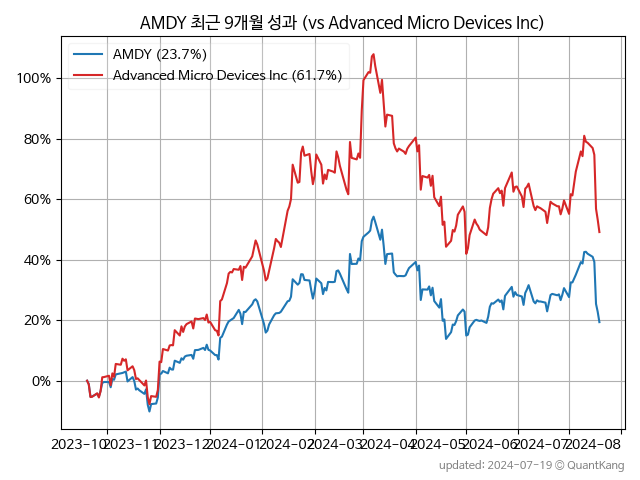 AMDY 최근 9개월 성과 (vs Advanced Micro Devices Inc)
AMDY (23.7%)
Advanced Micro Devices Inc (61.7%)
100%
80%
60%
40%
20%
0%
2023-10 2023-11 2023-12 2024-01 2024-02 2024-03 2024-04 2024-05 2024-06 2024-07 2024-08
updated: 2024-07-19 © QuantKang